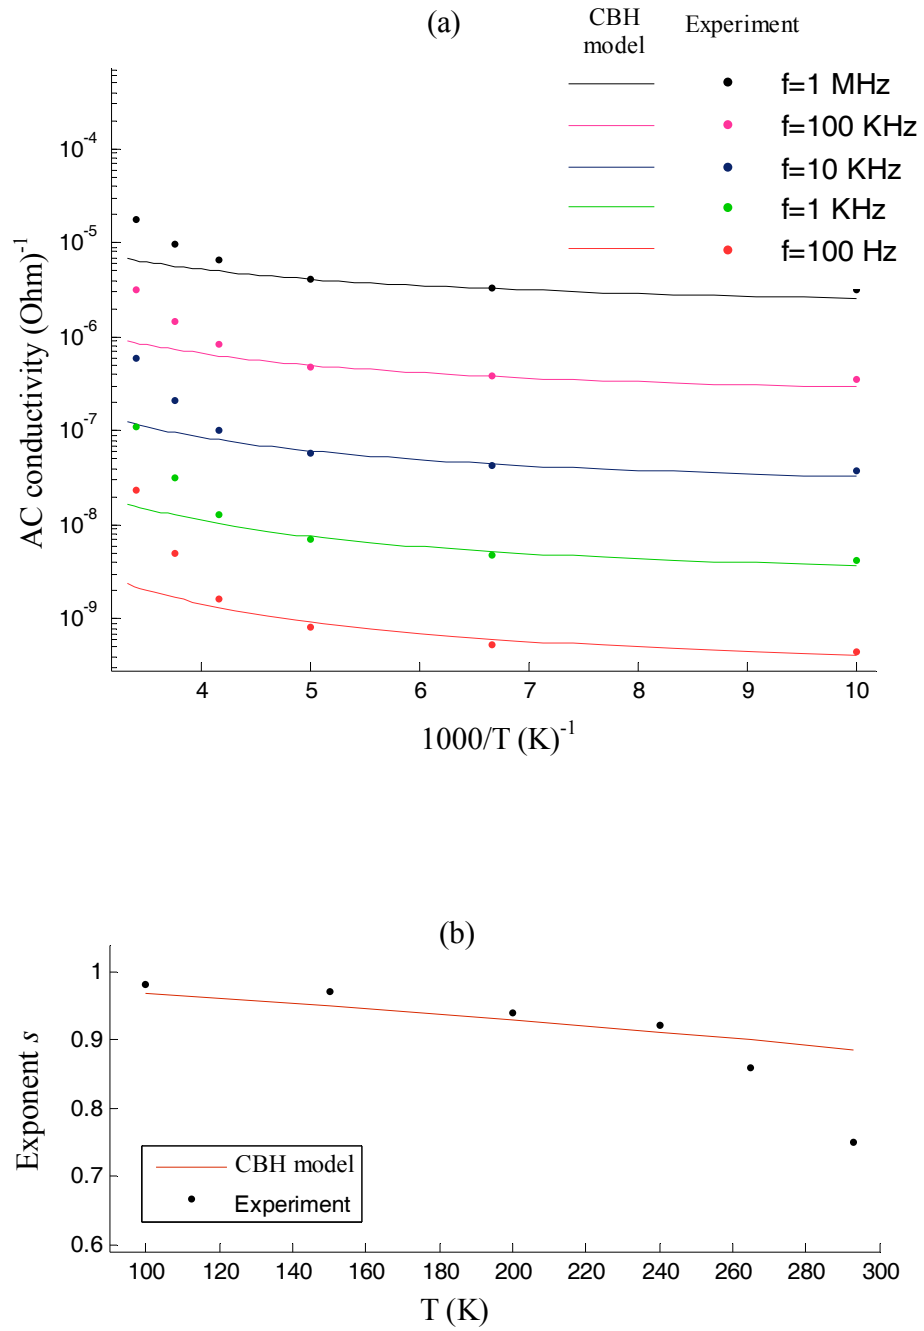 (a)
CBH
model
Experiment
f=1 MHz
f=100 KHz
f=10 KHz
f=1 KHz
f=100 Hz
10^-4
10^-5
10^-6
10^-7
10^-8
10^-9
AC conductivity (Ohm)^-1
4 5 6 7 8 9 10
1000/T (K)^-1
(b)
1
0.9
0.8
0.7
0.6
Exponent s
CBH model
Experiment
100 120 140 160 180 200 220 240 260 280 300
T (K)